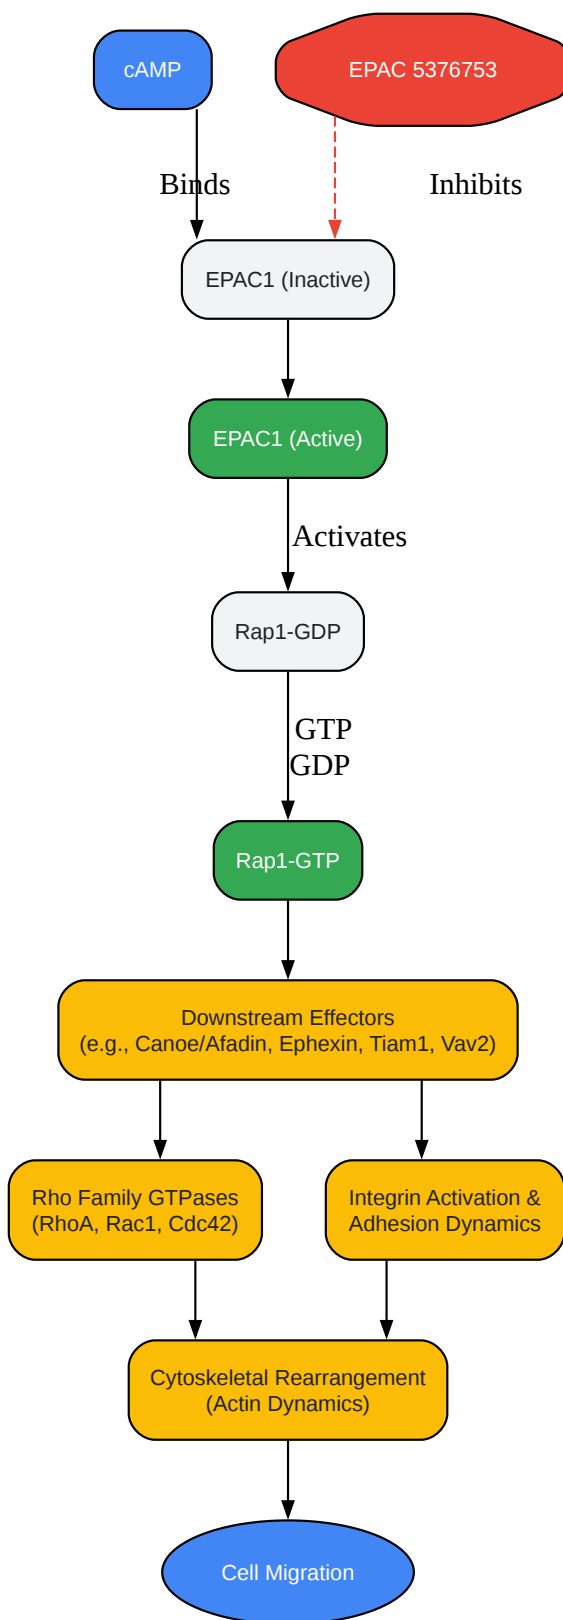 cAMP
EPAC 5376753
Binds
Inhibits
EPAC1 (Inactive)
EPAC1 (Active)
Activates
Rap1-GDP
GTP
GDP
Rap1-GTP
Downstream Effectors
(e.g., Canoe/Afadin, Ephexin, Tiam1, Vav2)
Rho Family GTPases
(RhoA, Rac1, Cdc42)
Integrin Activation &
Adhesion Dynamics
Cytoskeletal Rearrangement
(Actin Dynamics)
Cell Migration